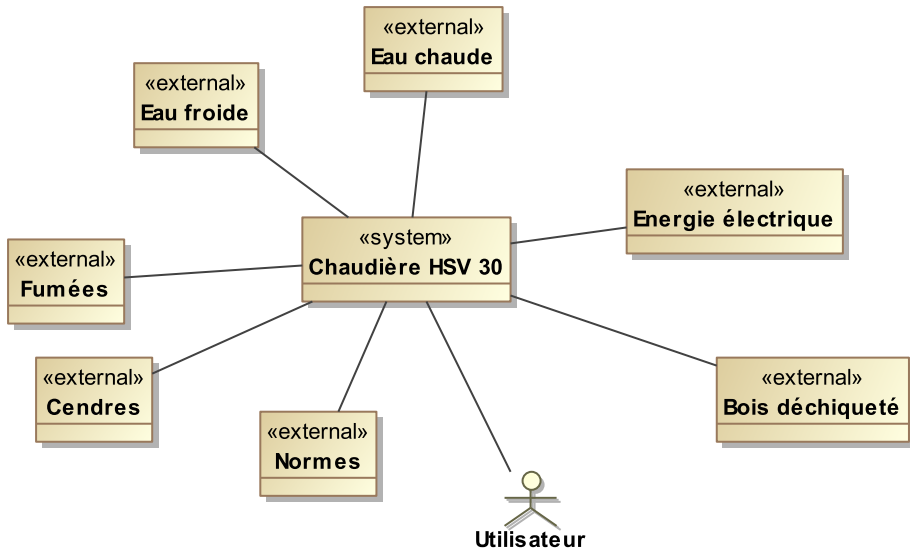 «external»
Eau chaude
«external»
Eau froide
«external»
Energie électrique
«system»
Chaudière HSV 30
«external»
Fumées
«external»
Cendres
«external»
Bois déchiqueté
«external»
Normes
Utilisateur